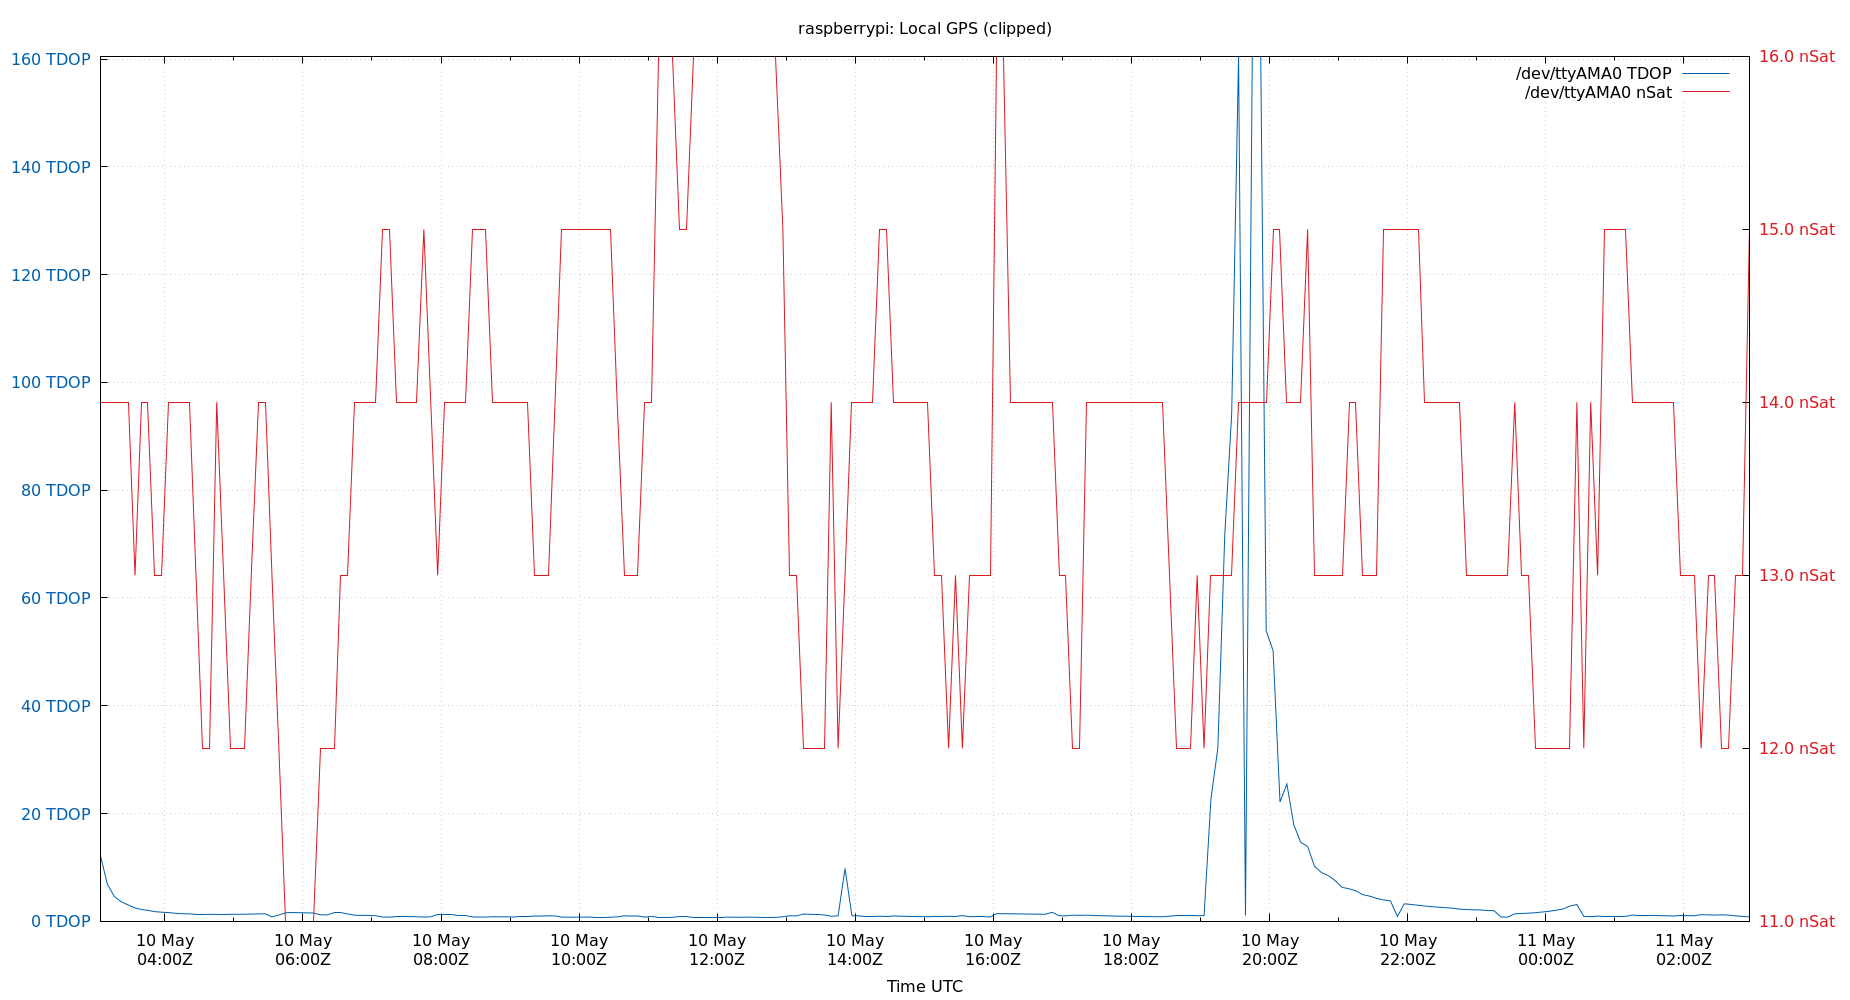 raspberrypi: Local GPS (clipped)
160 TDOP
140 TDOP
120 TDOP
100 TDOP
80 TDOP
60 TDOP
40 TDOP
20 TDOP
0 TDOP
16.0 nSat
15.0 nSat
14.0 nSat
13.0 nSat
12.0 nSat
11.0 nSat
/dev/ttyAMA0 TDOP
/dev/ttyAMA0 nSat
10 May
04:00Z
10 May
06:00Z
10 May
08:00Z
10 May
10:00Z
10 May
12:00Z
10 May
14:00Z
10 May
16:00Z
10 May
18:00Z
10 May
20:00Z
10 May
22:00Z
11 May
00:00Z
11 May
02:00Z
Time UTC